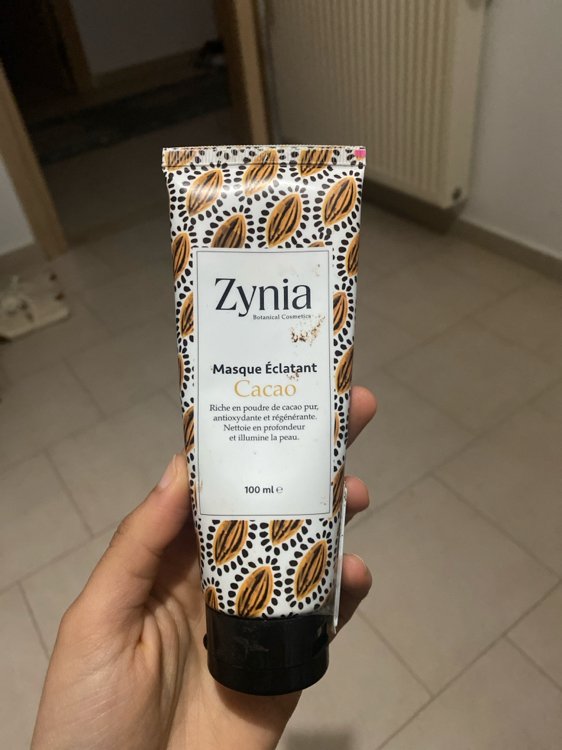 Zynia
Botanical Cosmetics
Masque Éclatant
Cacao
Riche en poudre de cacao pur,
antioxydante et régénérante.
Nettoie en profondeur
et illumine la peau.
100 ml ℮